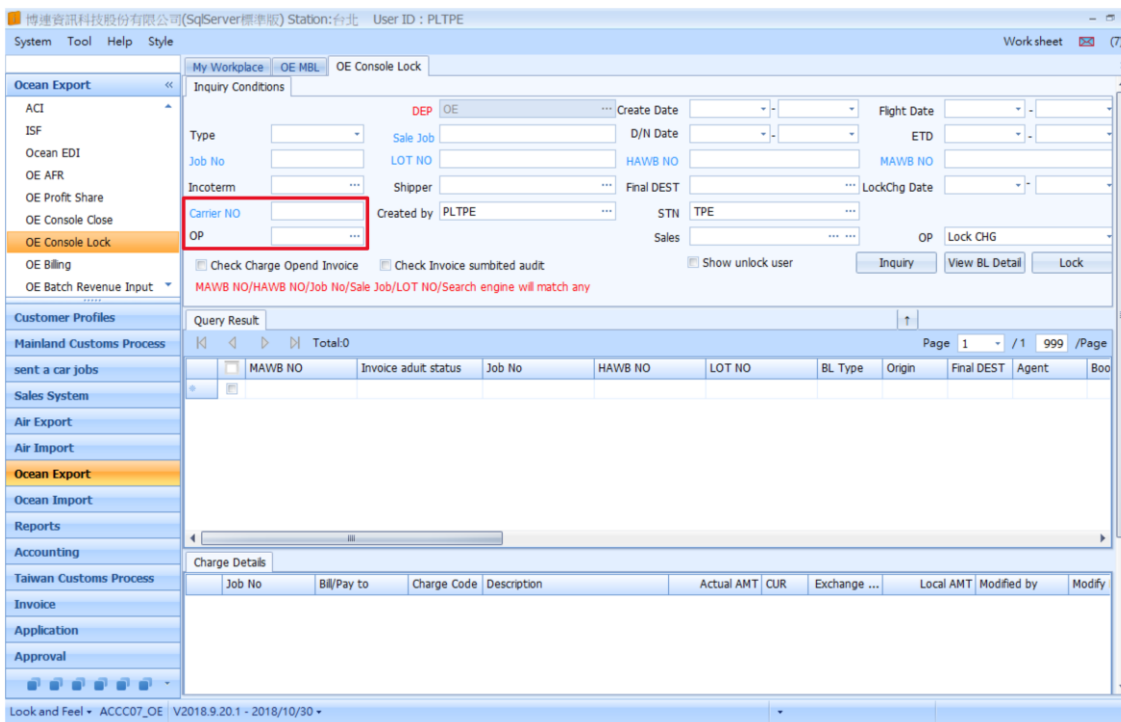 博連資訊科技股份有限公司(SqlServer標準版) Station:台北 User ID : PLTPE
System Tool Help Style Work sheet (7
My Workplace OE MBL OE Console Lock
Ocean Export « Inquiry Conditions
ACI DEP OE ... Create Date - Flight Date -
ISF Type Sale Job D/N Date - ETD -
Ocean EDI Job No LOT NO HAWB NO MAWB NO
OE AFR Incoterm ... Shipper ... Final DEST ... LockChg Date -
OE Profit Share
OE Console Close Carrier NO Created by PLTPE ... STN TPE ...
OE Console Lock OP ... Sales ... ... OP Lock CHG
OE Billing Check Charge Opend Invoice Check Invoice sumbited audit Show unlock user Inquiry View BL Detail Lock
OE Batch Revenue Input MAWB NO/HAWB NO/Job No/Sale Job/LOT NO/Search engine will match any
Customer Profiles Query Result ↑
Mainland Customs Process Total:0 Page 1 / 1 999 /Page
sent a car jobs MAWB NO Invoice aduit status Job No HAWB NO LOT NO BL Type Origin Final DEST Agent Boo
Sales System
Air Export
Air Import
Ocean Export
Ocean Import
Reports
Accounting Charge Details
Taiwan Customs Process Job No Bill/Pay to Charge Code Description Actual AMT CUR Exchange ... Local AMT Modified by Modify
Invoice
Application
Approval
Look and Feel ACCC07_OE V2018.9.20.1 - 2018/10/30